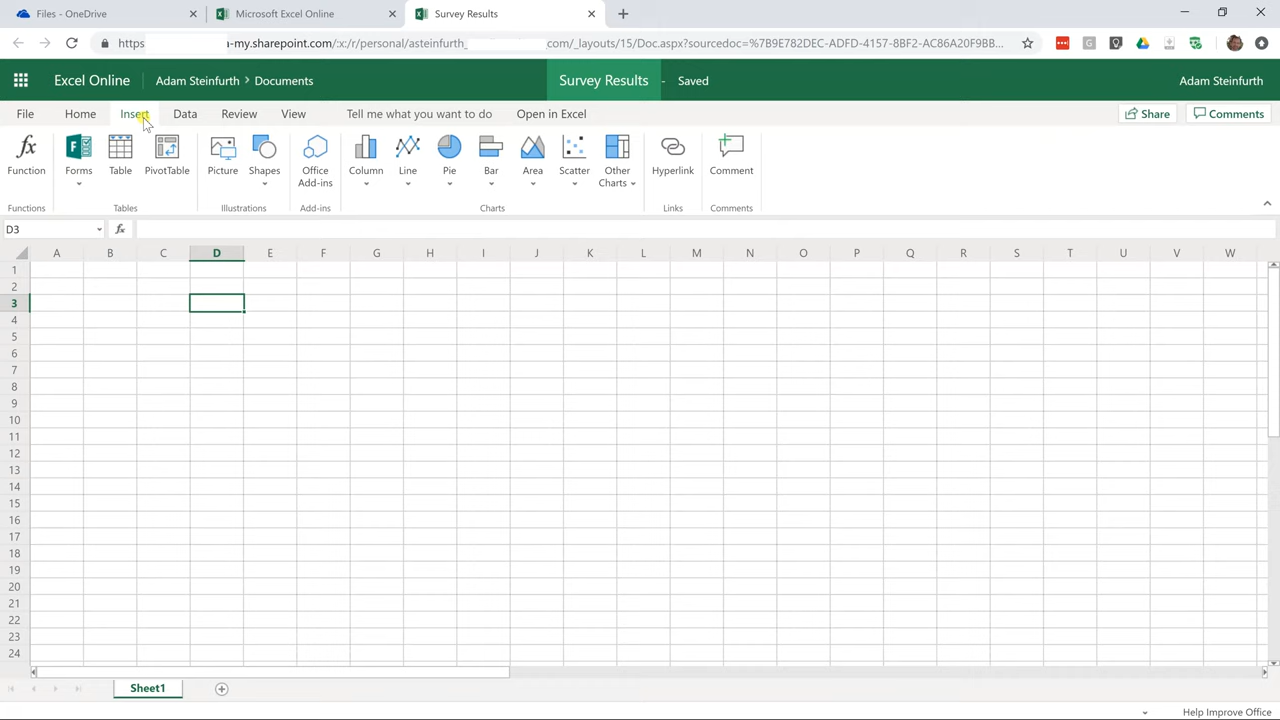 Files - OneDrive
Microsoft Excel Online
Survey Results
https
-my.sharepoint.com/:x:/r/personal/asteinfurth_
com/_layouts/15/Doc.aspx?sourcedoc=%7B9E782DEC-ADFD-4157-8BF2-AC86A20F9BB...
Excel Online
Adam Steinfurth > Documents
Survey Results - Saved
Adam Steinfurth
File Home Insert Data Review View Tell me what you want to do Open in Excel Share Comments
Function Forms Table PivotTable Picture Shapes Office Add-ins Column Line Pie Bar Area Scatter Other Charts Hyperlink Comment
Functions Tables Illustrations Add-ins Charts Links Comments
D3 fx
A B C D E F G H I J K L M N O P Q R S T U V W
1
2
3
4
5
6
7
8
9
10
11
12
13
14
15
16
17
18
19
20
21
22
23
24
Sheet1
Help Improve Office